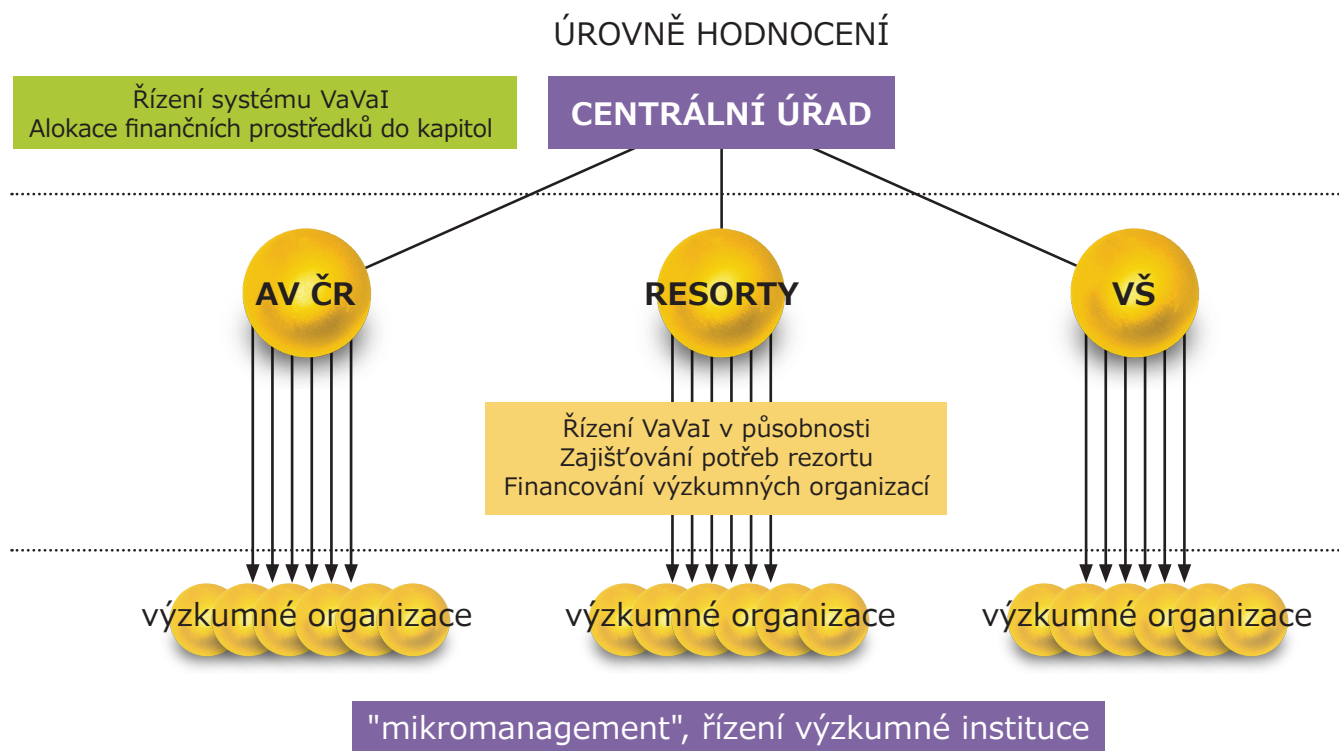 ÚROVNĚ HODNOCENÍ
Řízení systému VaVaI
Alokace finančních prostředků do kapitol
CENTRÁLNÍ ÚŘAD
AV ČR
RESORTY
VŠ
Řízení VaVaI v působnosti
Zajišťování potřeb rezortu
Financování výzkumných organizací
výzkumné organizace
výzkumné organizace
výzkumné organizace
"mikromanagement", řízení výzkumné instituce